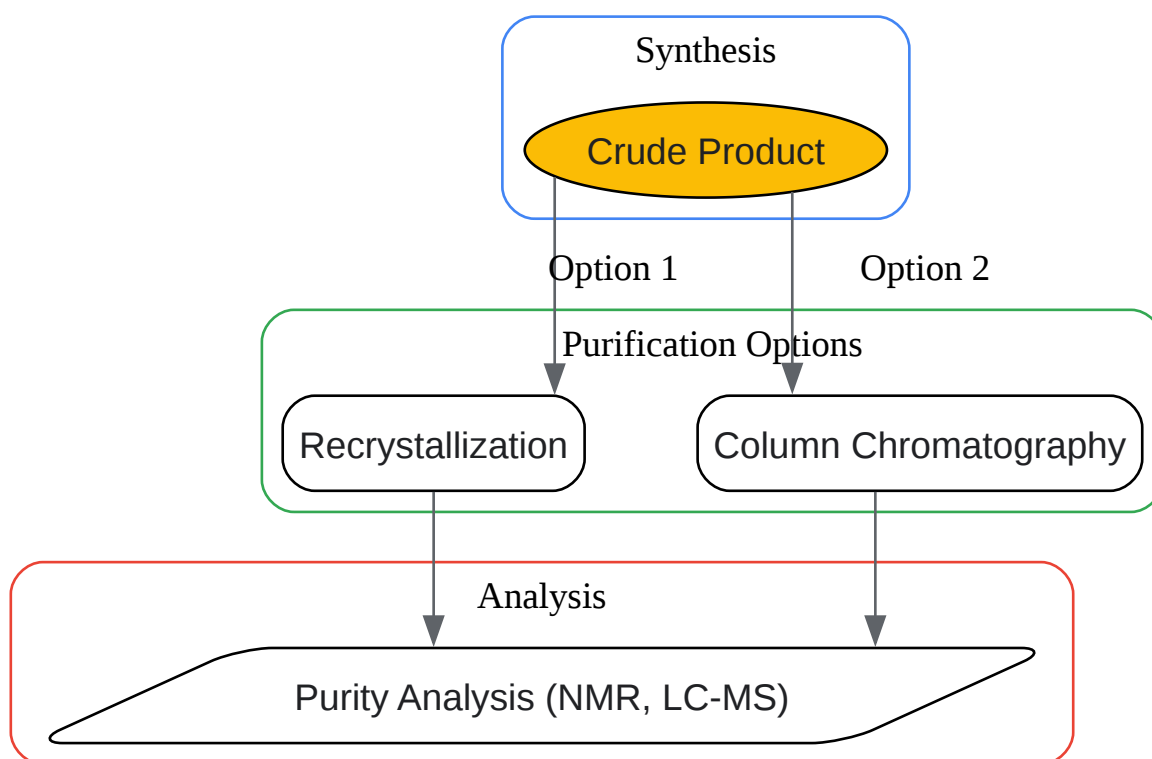 Synthesis
Crude Product
Option 1
Option 2
Purification Options
Recrystallization
Column Chromatography
Analysis
Purity Analysis (NMR, LC-MS)